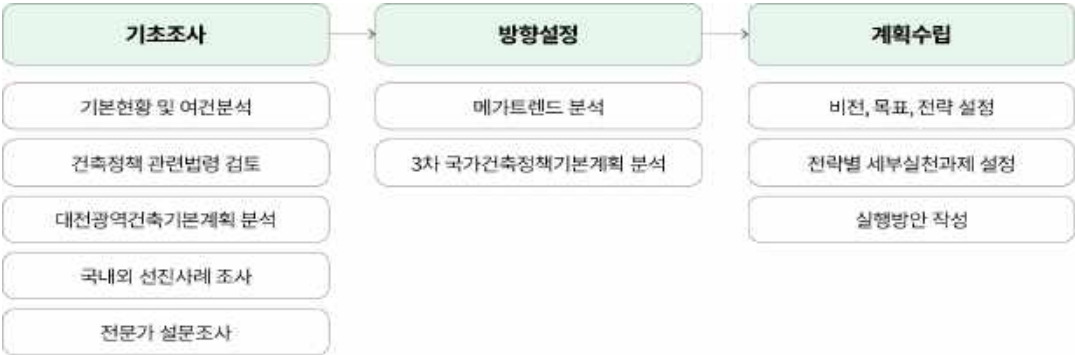 기초조사
방향설정
계획수립
기본현황 및 여건분석
메가트렌드 분석
비전, 목표, 전략 설정
건축정책 관련법령 검토
3차 국가건축정책기본계획 분석
전략별 세부실천과제 설정
대전광역건축기본계획 분석
실행방안 작성
국내외 선진사례 조사
전문가 설문조사